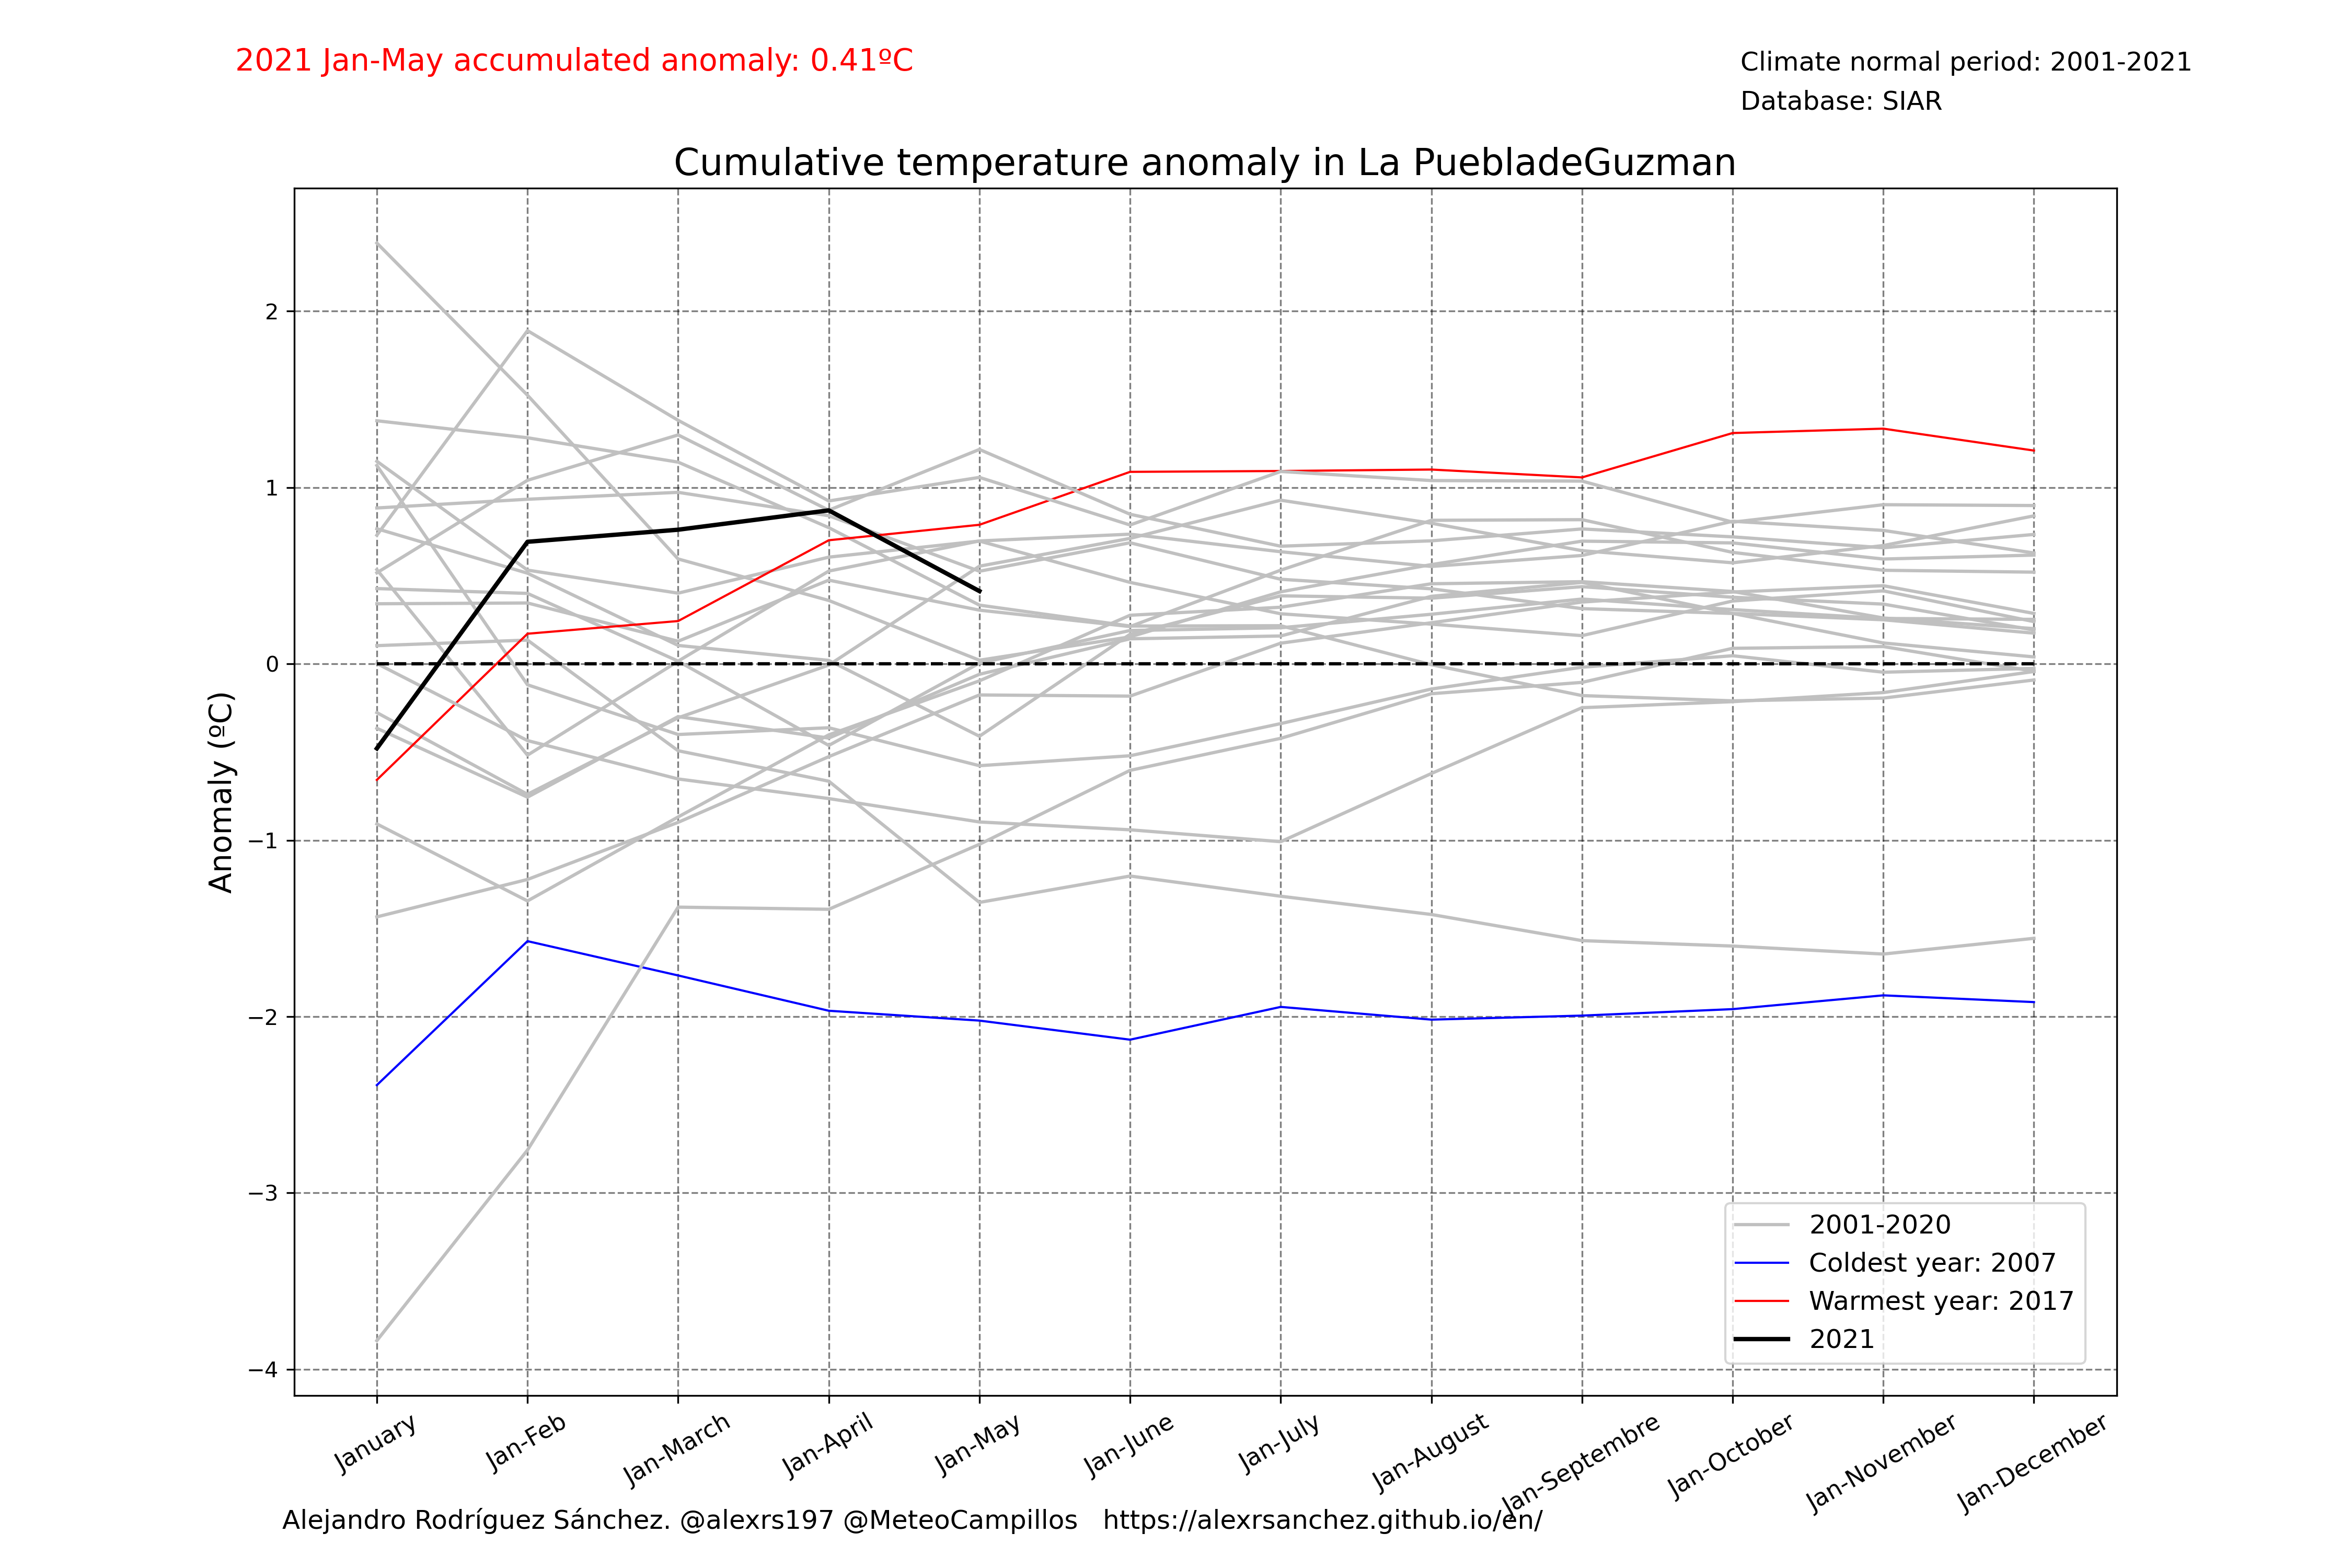 2021 Jan-May accumulated anomaly: 0.41ºC
Climate normal period: 2001-2021
Database: SIAR
Cumulative temperature anomaly in La PuebladeGuzman
Anomaly (ºC)
2
1
0
−1
−2
−3
−4
2001-2020
Coldest year: 2007
Warmest year: 2017
2021
January
Jan-Feb
Jan-March
Jan-April
Jan-May
Jan-June
Jan-July
Jan-August
Jan-Septembre
Jan-October
Jan-November
Jan-December
Alejandro Rodríguez Sánchez. @alexrs197 @MeteoCampillos https://alexrsanchez.github.io/en/